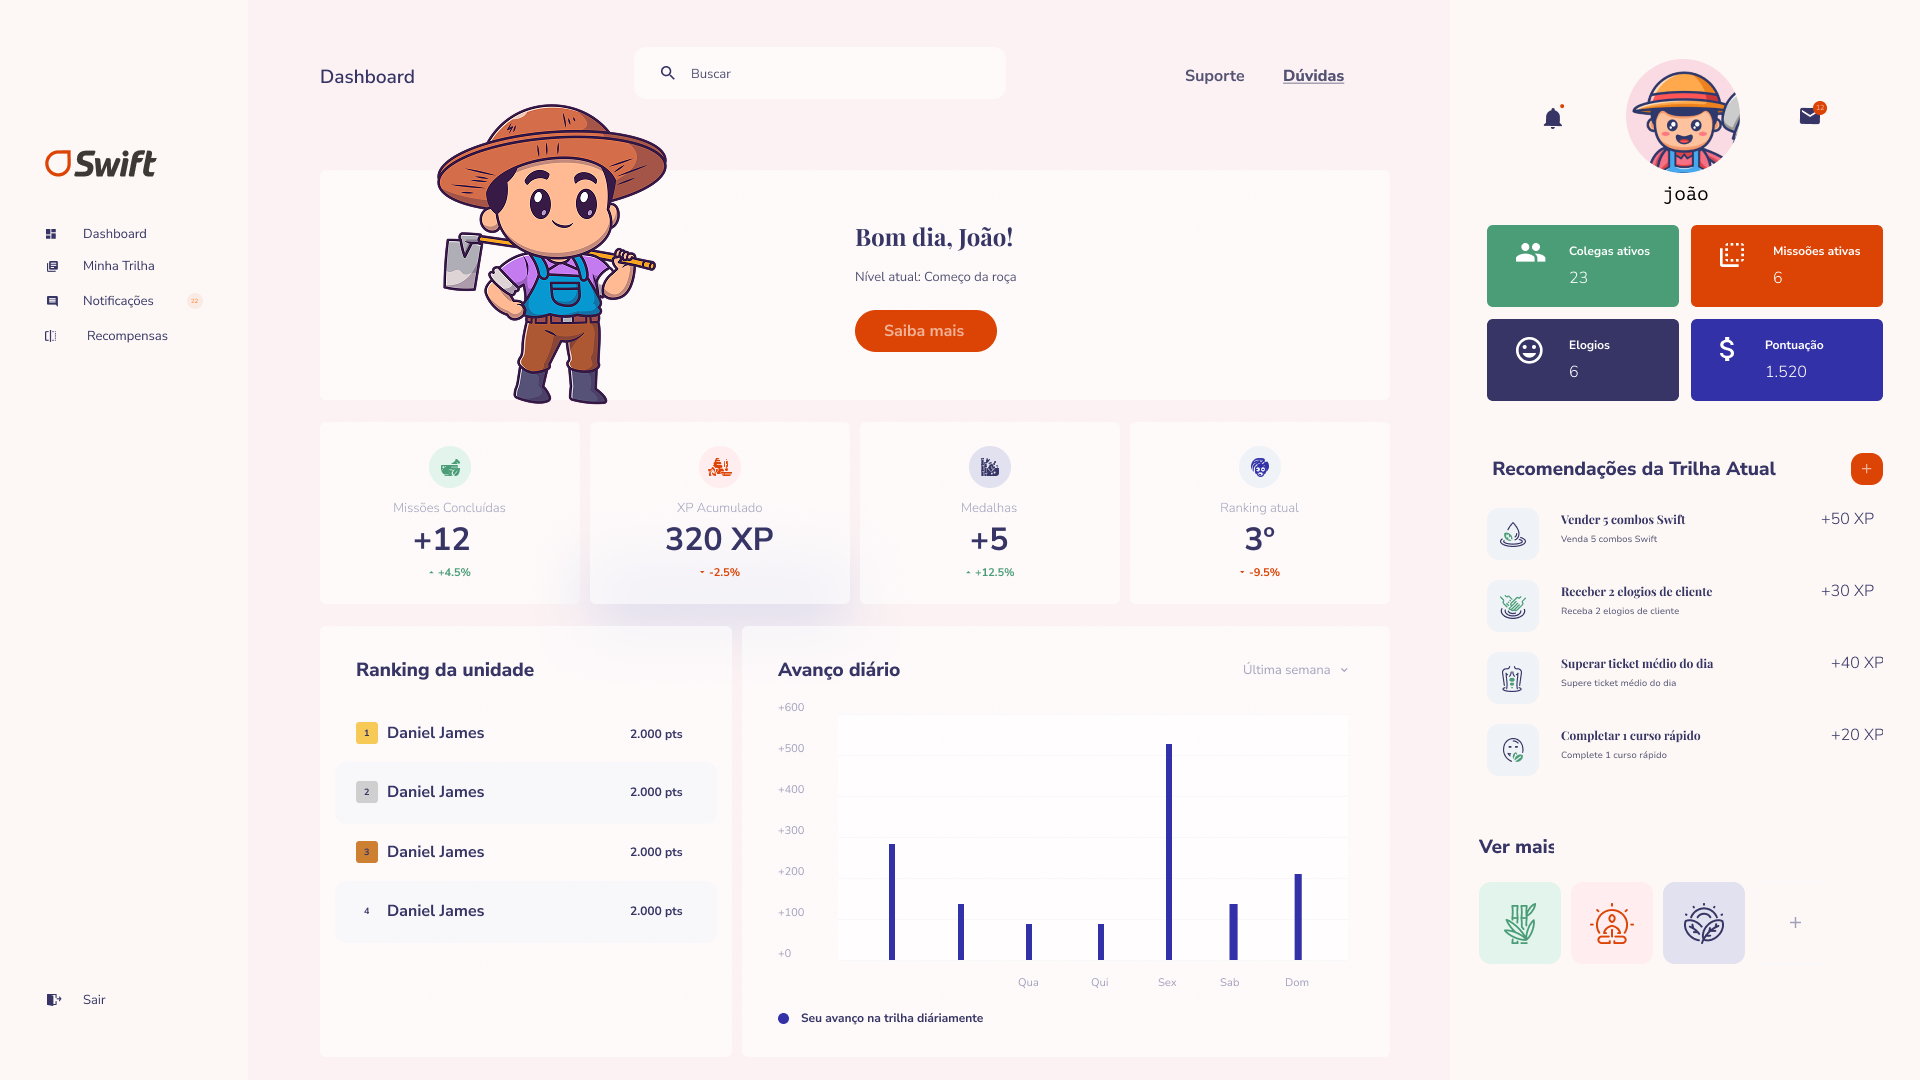 Swift
Dashboard
Minha Trilha
Notificações 22
Recompensas
Sair
Dashboard
Buscar
Suporte
Dúvidas
Bom dia, João!
Nível atual: Começo da roça
Saiba mais
Missões Concluídas
+12
+4.5%
XP Acumulado
320 XP
-2.5%
Medalhas
+5
+12.5%
Ranking atual
3º
-9.5%
Ranking da unidade
1 Daniel James 2.000 pts
2 Daniel James 2.000 pts
3 Daniel James 2.000 pts
4 Daniel James 2.000 pts
Avanço diário
Última semana
+600
+500
+400
+300
+200
+100
+0
Qua Qui Sex Sab Dom
Seu avanço na trilha diáriamente
12
joão
Colegas ativos
23
Missoões ativas
6
Elogios
6
Pontuação
1.520
Recomendações da Trilha Atual
+
Vender 5 combos Swift +50 XP
Venda 5 combos Swift
Receber 2 elogios de cliente +30 XP
Receba 2 elogios de cliente
Superar ticket médio do dia +40 XP
Supere ticket médio do dia
Completar 1 curso rápido +20 XP
Complete 1 curso rápido
Ver mais
+